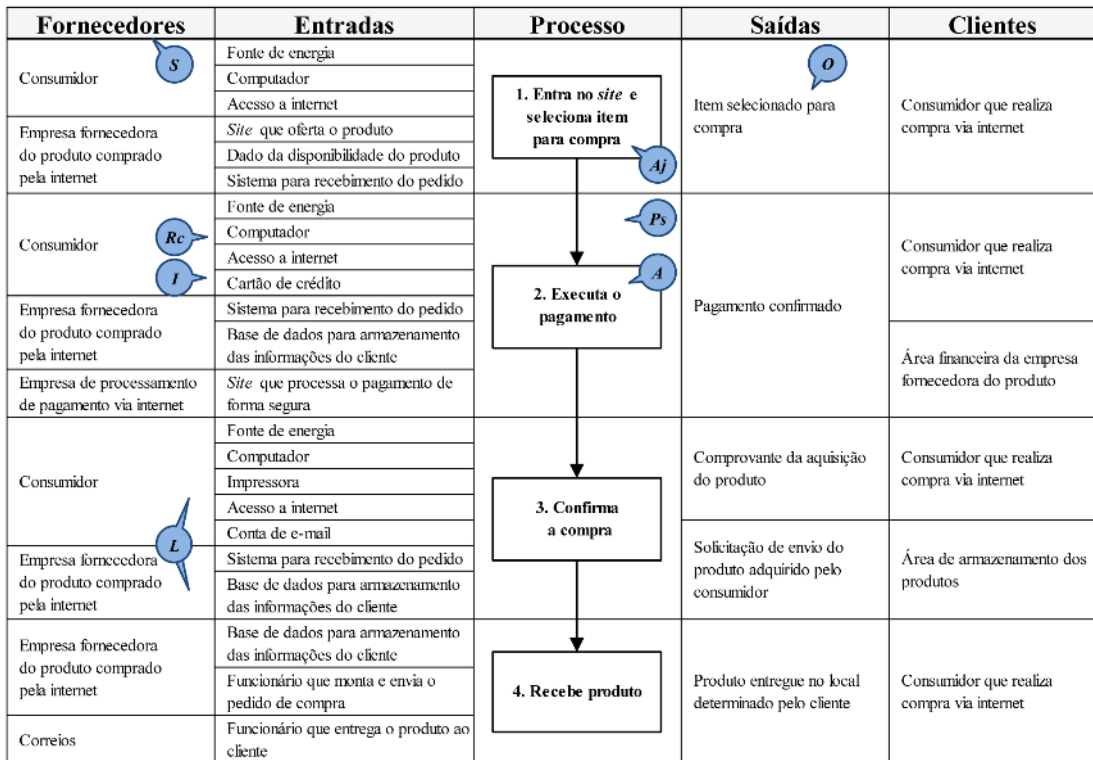 Fornecedores
Entradas
Processo
Saídas
Clientes
Consumidor
S
Fonte de energia
Computador
Acesso a internet
Empresa fornecedora
do produto comprado
pela internet
Site que oferta o produto
Dado da disponibilidade do produto
Sistema para recebimento do pedido
1. Entra no site e
seleciona item
para compra
Aj
O
Item selecionado para
compra
Consumidor que realiza
compra via internet
Consumidor
Rc
I
Fonte de energia
Computador
Acesso a internet
Cartão de crédito
Empresa fornecedora
do produto comprado
pela internet
Sistema para recebimento do pedido
Base de dados para armazenamento
das informações do cliente
Empresa de processamento
de pagamento via internet
Site que processa o pagamento de
forma segura
Ps
A
2. Executa o
pagamento
Pagamento confirmado
Consumidor que realiza
compra via internet
Área financeira da empresa
fornecedora do produto
Consumidor
L
Fonte de energia
Computador
Impressora
Acesso a internet
Conta de e-mail
Empresa fornecedora
do produto comprado
pela internet
Sistema para recebimento do pedido
Base de dados para armazenamento
das informações do cliente
3. Confirma
a compra
Comprovante da aquisição
do produto
Consumidor que realiza
compra via internet
Solicitação de envio do
produto adquirido pelo
consumidor
Área de armazenamento dos
produtos
Empresa fornecedora
do produto comprado
pela internet
Base de dados para armazenamento
das informações do cliente
Funcionário que monta e envia o
pedido de compra
Correios
Funcionário que entrega o produto ao
cliente
4. Recebe produto
Produto entregue no local
determinado pelo cliente
Consumidor que realiza
compra via internet